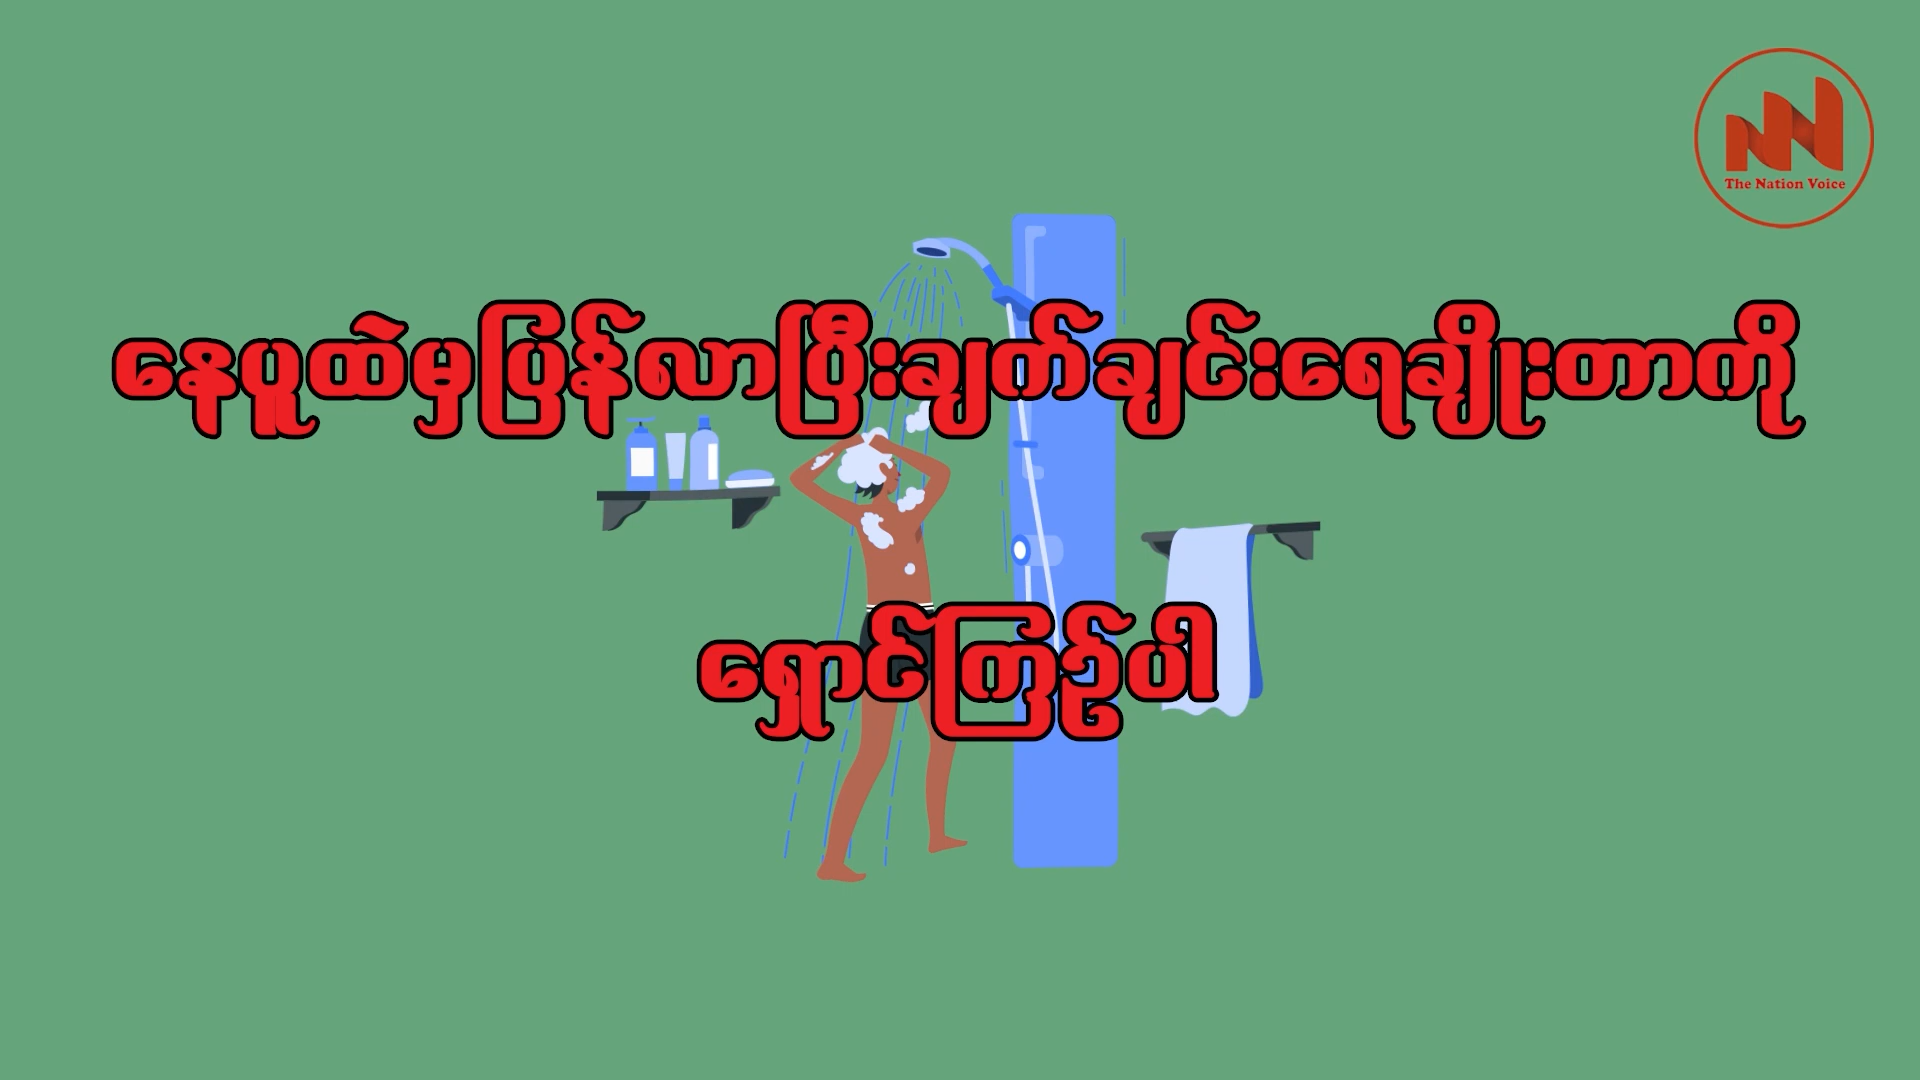 The Nation Voice
နေပူထဲမှပြန်လာပြီးချက်ချင်းရေချိုးတာကို
ရှောင်ကြဥ်ပါ